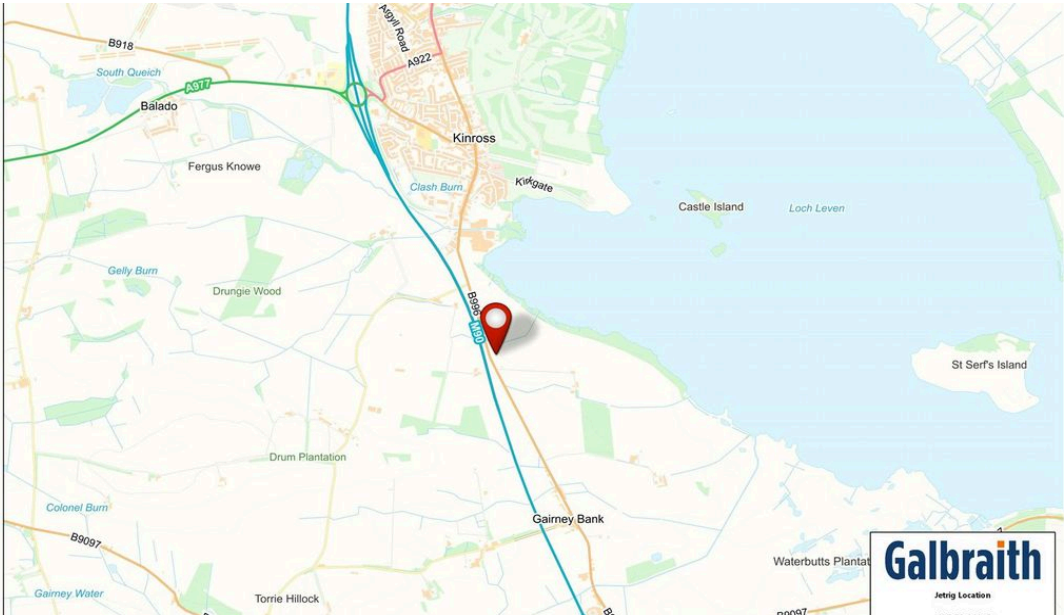 Argyll Road
B918
A922
South Queich
A977
Balado
Kinross
Fergus Knowe
Clash Burn
Kirkgate
Castle Island
Loch Leven
Gelly Burn
Drungie Wood
B996
M90
St Serf's Island
Drum Plantation
Colonel Burn
Gairney Bank
B9097
Galbraith
Waterbutts Plantat
Jetrig Location
Gairney Water
Torrie Hillock
B9097